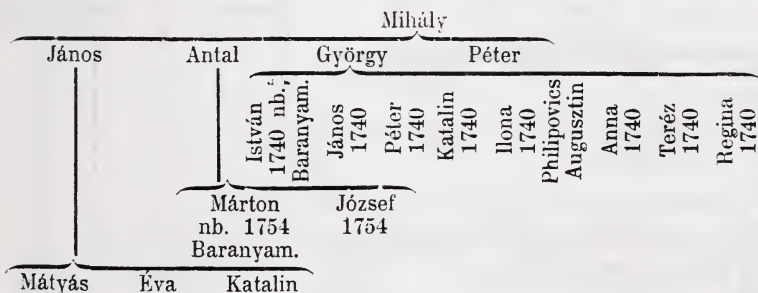 Mihály
János Antal György Péter
István
1740 nb.,
Baranyam.
János
1740
Péter
1740
Katalin
1740
Ilona
1740
Philipovics
Augusztin
Anna
1740
Teréz
1740
Regina
1740
Márton József
nb. 1754 1754
Baranyam.
Mátyás Éva Katalin